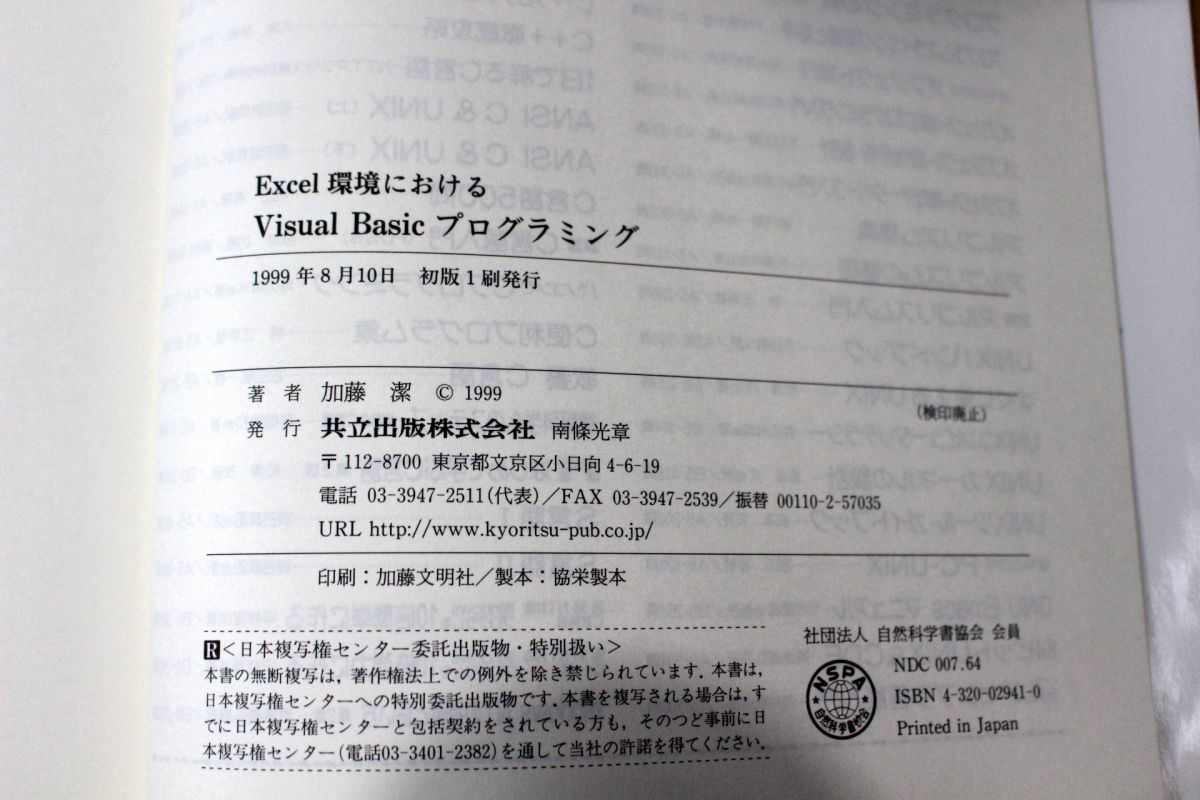 Excel 環境における
Visual Basic プログラミング
1999 年 8 月10日 初版 1 刷発行
著 者 加藤 潔 © 1999
(検印廃止)
発 行 共立出版株式会社 南條光章
〒112-8700 東京都文京区小日向 4-6-19
電話 03-3947-2511(代表)／FAX 03-3947-2539／振替 00110-2-57035
URL http://www.kyoritsu-pub.co.jp/
印刷：加藤文明社／製本：協栄製本
R＜日本複写権センター委託出版物・特別扱い＞
本書の無断複写は，著作権法上での例外を除き禁じられています．本書は，
日本複写権センターへの特別委託出版物です．本書を複写される場合は，す
でに日本複写権センターと包括契約をされている方も，そのつど事前に日
本複写権センター(電話03-3401-2382)を通して当社の許諾を得てください．
社団法人 自然科学書協会 会員
NSPA
自然科学書協会
NDC 007.64
ISBN 4-320-02941-0
Printed in Japan